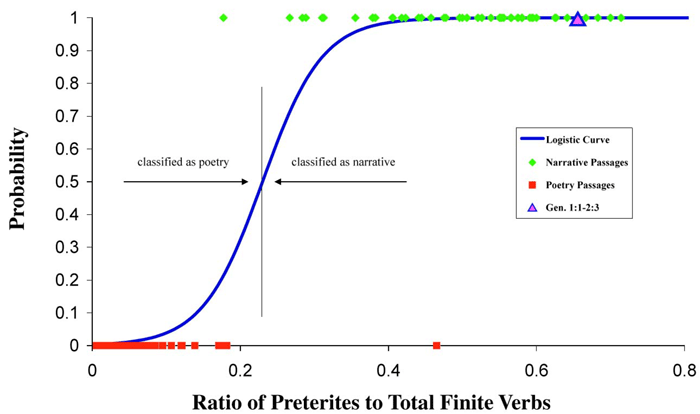 1
0.9
0.8
0.7
0.6
0.5
0.4
0.3
0.2
0.1
0
Probability
classified as poetry
classified as narrative
Logistic Curve
Narrative Passages
Poetry Passages
Gen. 1:1-2:3
0 0.2 0.4 0.6 0.8
Ratio of Preterites to Total Finite Verbs